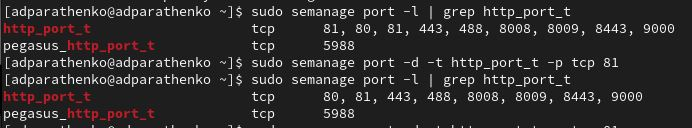 [adparathenko@adparathenko ~]$ sudo semanage port -l | grep http_port_t
http_port_t                    tcp      81, 80, 81, 443, 488, 8008, 8009, 8443, 9000
pegasus_http_port_t            tcp      5988
[adparathenko@adparathenko ~]$ sudo semanage port -d -t http_port_t -p tcp 81
[adparathenko@adparathenko ~]$ sudo semanage port -l | grep http_port_t
http_port_t                    tcp      80, 81, 443, 488, 8008, 8009, 8443, 9000
pegasus_http_port_t            tcp      5988